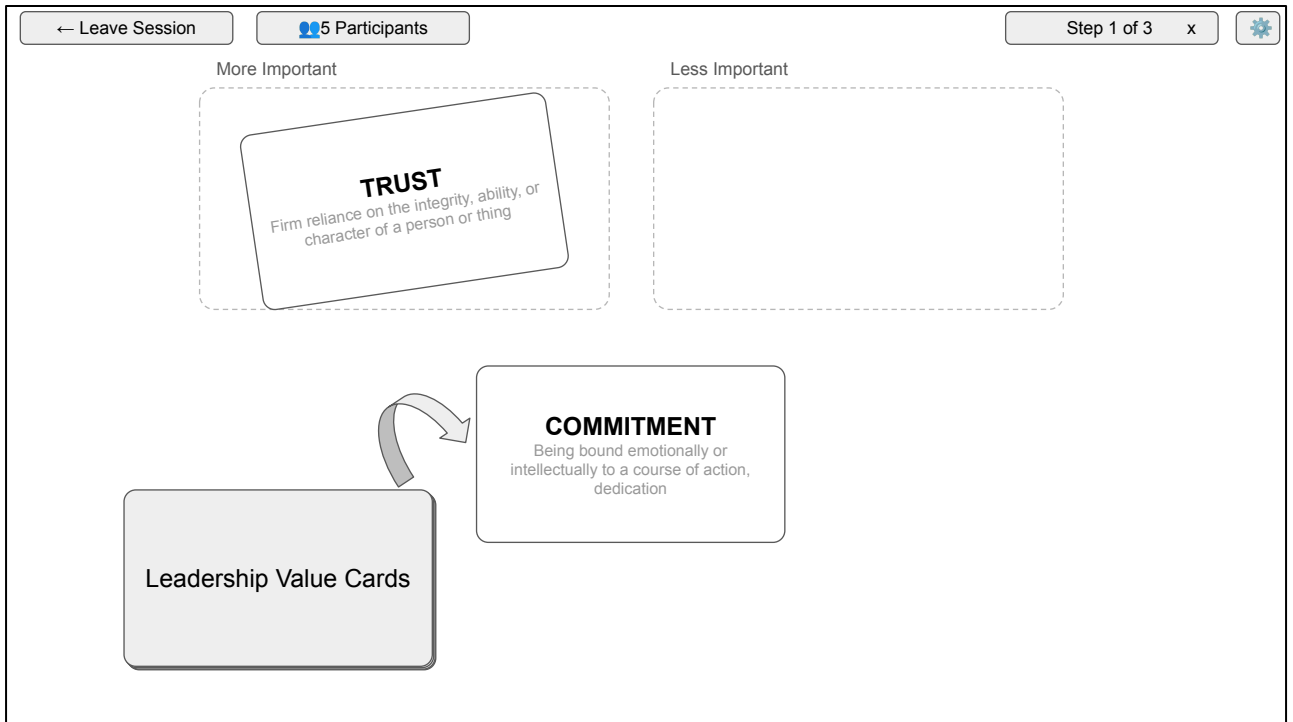 ← Leave Session
👥5 Participants
Step 1 of 3 x
⚙️
More Important
Less Important
TRUST
Firm reliance on the integrity, ability, or
character of a person or thing
COMMITMENT
Being bound emotionally or
intellectually to a course of action,
dedication
Leadership Value Cards